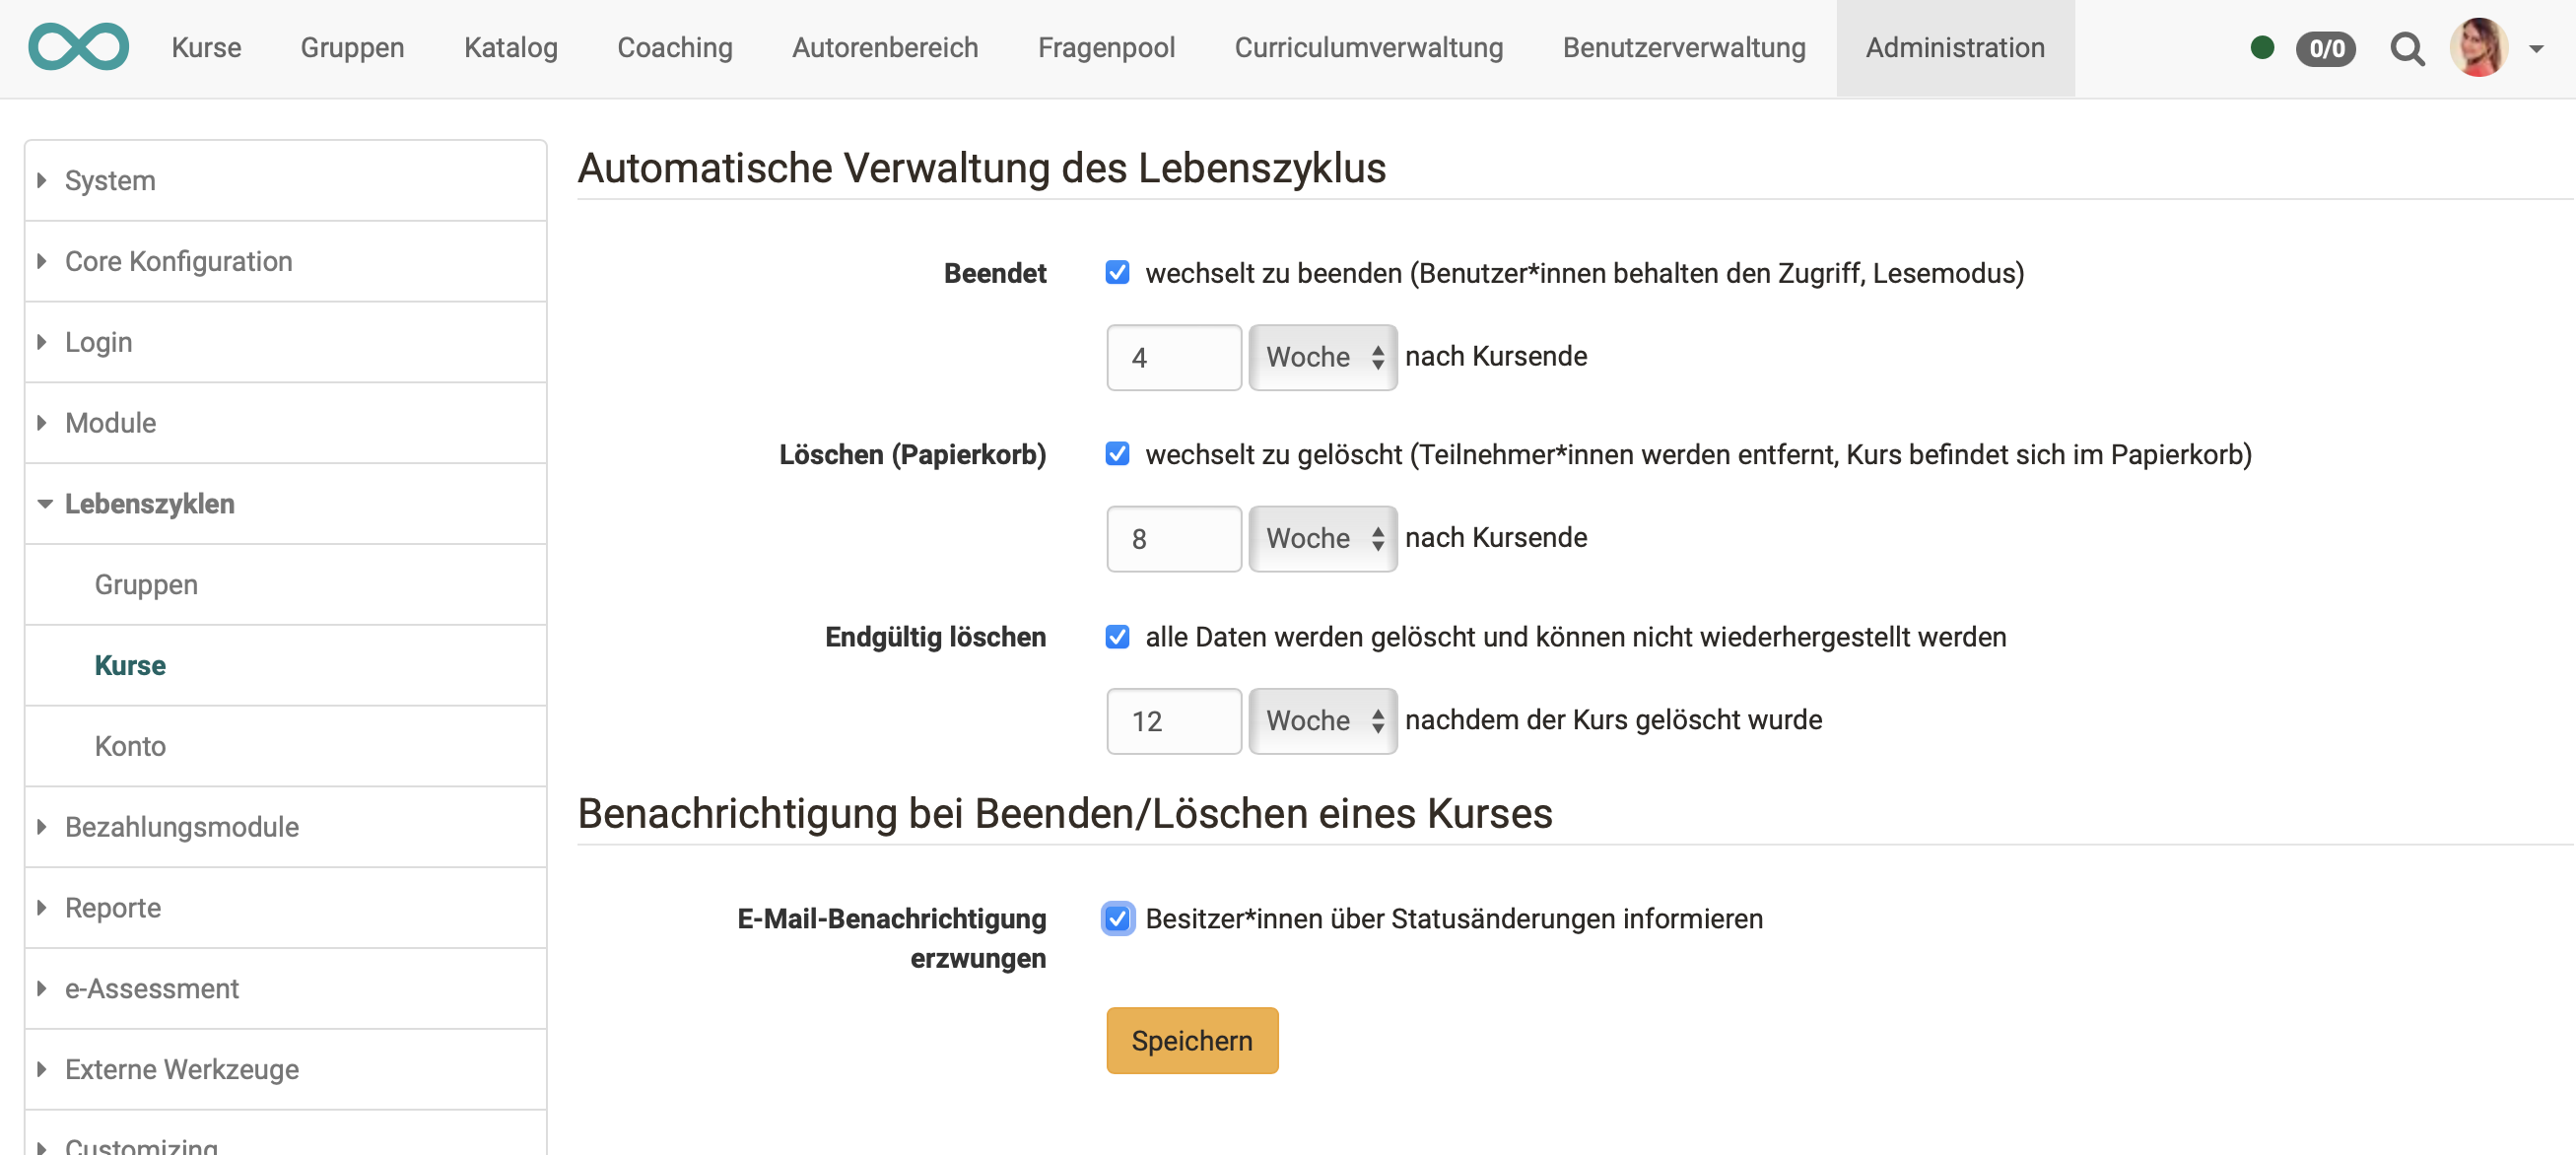 Kurse Gruppen Katalog Coaching Autorenbereich Fragenpool Curriculumverwaltung Benutzerverwaltung Administration 0/0
System
Core Konfiguration
Login
Module
Lebenszyklen
Gruppen
Kurse
Konto
Bezahlungsmodule
Reporte
e-Assessment
Externe Werkzeuge
Customizing
Automatische Verwaltung des Lebenszyklus
Beendet wechselt zu beenden (Benutzer*innen behalten den Zugriff, Lesemodus)
4 Woche nach Kursende
Löschen (Papierkorb) wechselt zu gelöscht (Teilnehmer*innen werden entfernt, Kurs befindet sich im Papierkorb)
8 Woche nach Kursende
Endgültig löschen alle Daten werden gelöscht und können nicht wiederhergestellt werden
12 Woche nachdem der Kurs gelöscht wurde
Benachrichtigung bei Beenden/Löschen eines Kurses
E-Mail-Benachrichtigung Besitzer*innen über Statusänderungen informieren
erzwungen
Speichern